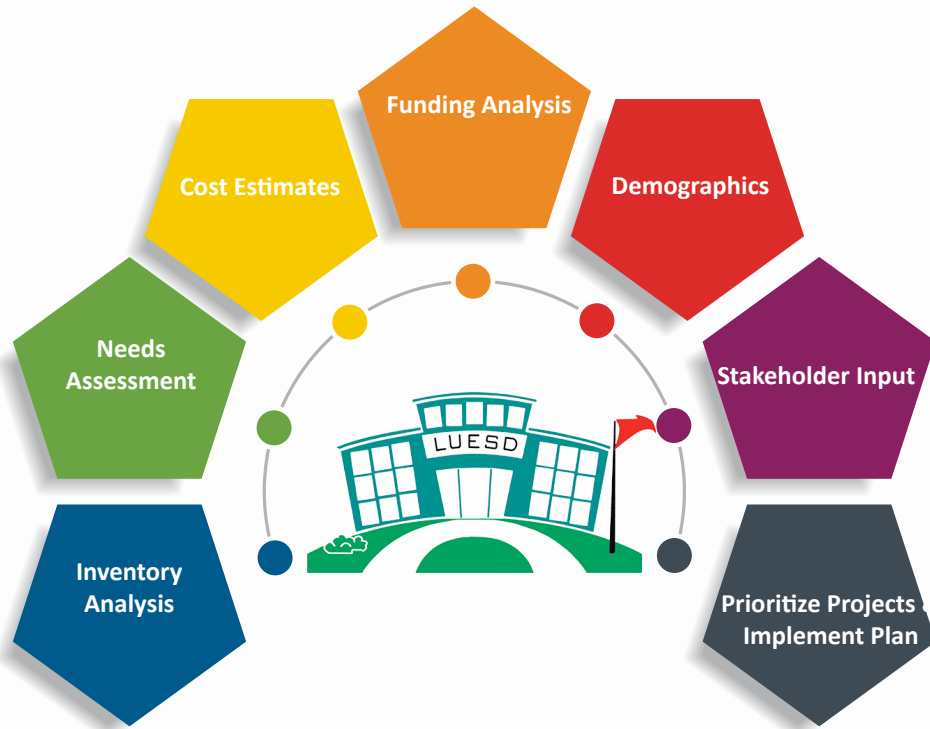 Funding Analysis
Cost Estimates
Demographics
Needs
Assessment
Stakeholder Input
LUESD
Inventory
Analysis
Prioritize Projects
Implement Plan